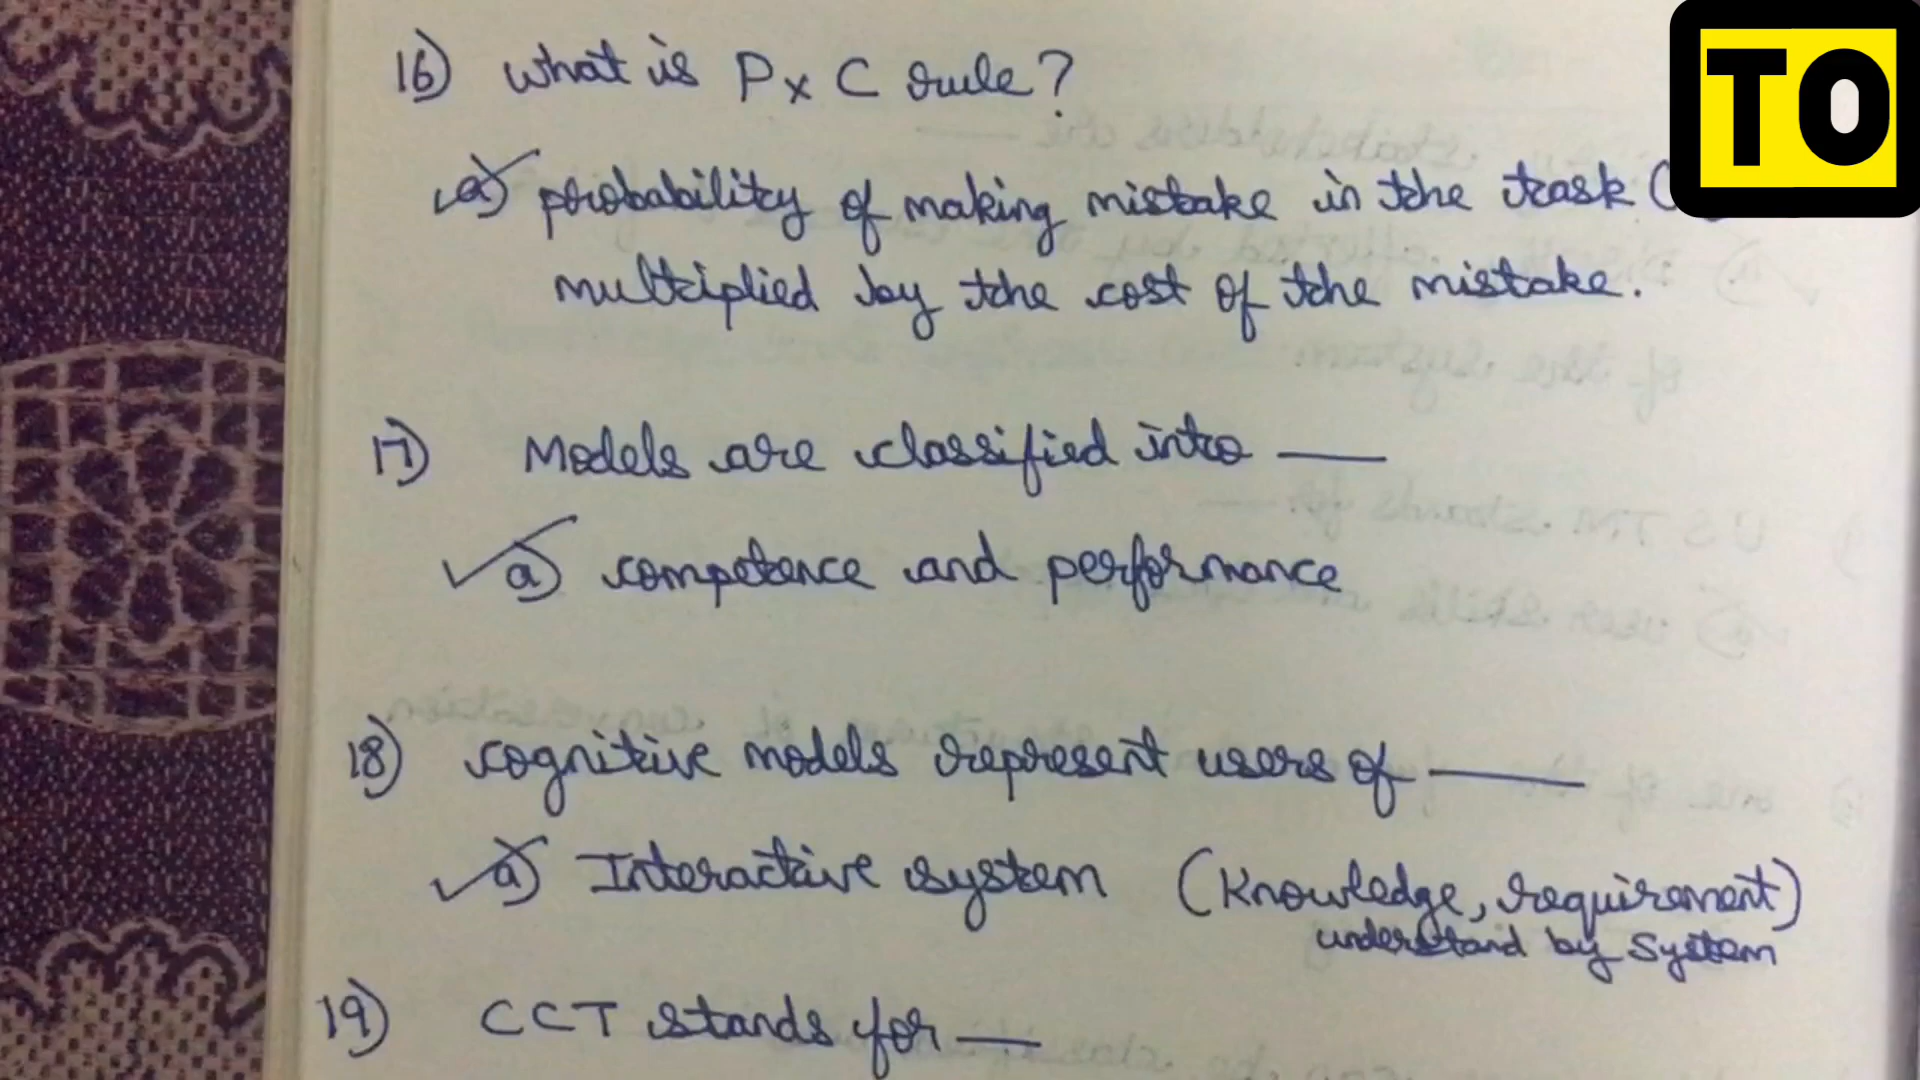 TO
16) What is P x C rule?
a) probability of making mistake in the task (
multiplied by the cost of the mistake.
17) Models are classified into ___
a) competence and performance
18) cognitive models represent users of ___
a) Interactive system (Knowledge, requirement)
understand by System
19) CCT stands for ___